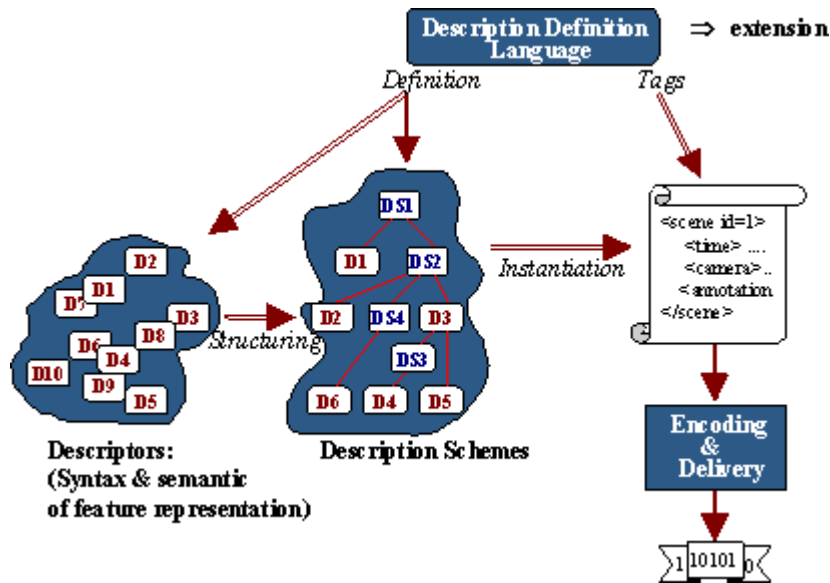 Description Definition
Language
⇒ extension
Definition
Tags
DS1
D1
DS2
D2
DS4
D3
DS3
D6
D4
D5
D2
D1
D7
D3
D8
D6
D4
D10
D9
D5
Structuring
Instantiation
<scene id=1>
<time> ....
<camera>..
<annotation
</scene>
Descriptors:
(Syntax & semantic
of feature representation)
Description Schemes
Encoding
&
Delivery
1 10101 0